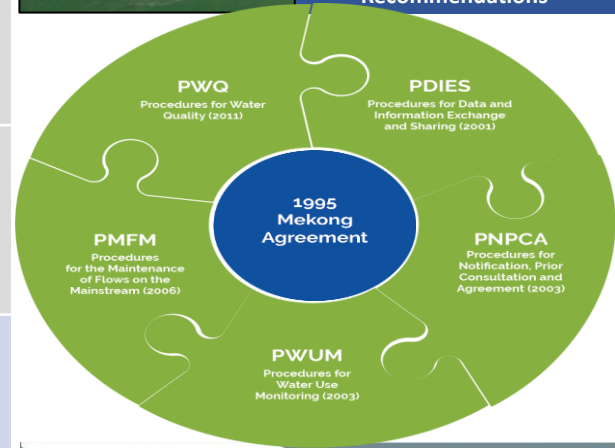 Recommendations
PWQ
Procedures for Water
Quality (2011)
PDIES
Procedures for Data and
Information Exchange
and Sharing (2001)
1995
Mekong
Agreement
PMFM
Procedures
for the Maintenance
of Flows on the
Mainstream (2006)
PNPCA
Procedures for
Notification, Prior
Consultation and
Agreement (2003)
PWUM
Procedures for
Water Use
Monitoring (2003)